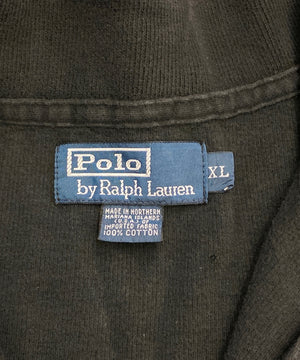 Polo
by Ralph Lauren
XL
MADE IN NORTHERN
MARIANA ISLANDS
(U.S.A.) OF
IMPORTED FABRIC
100% COTTON